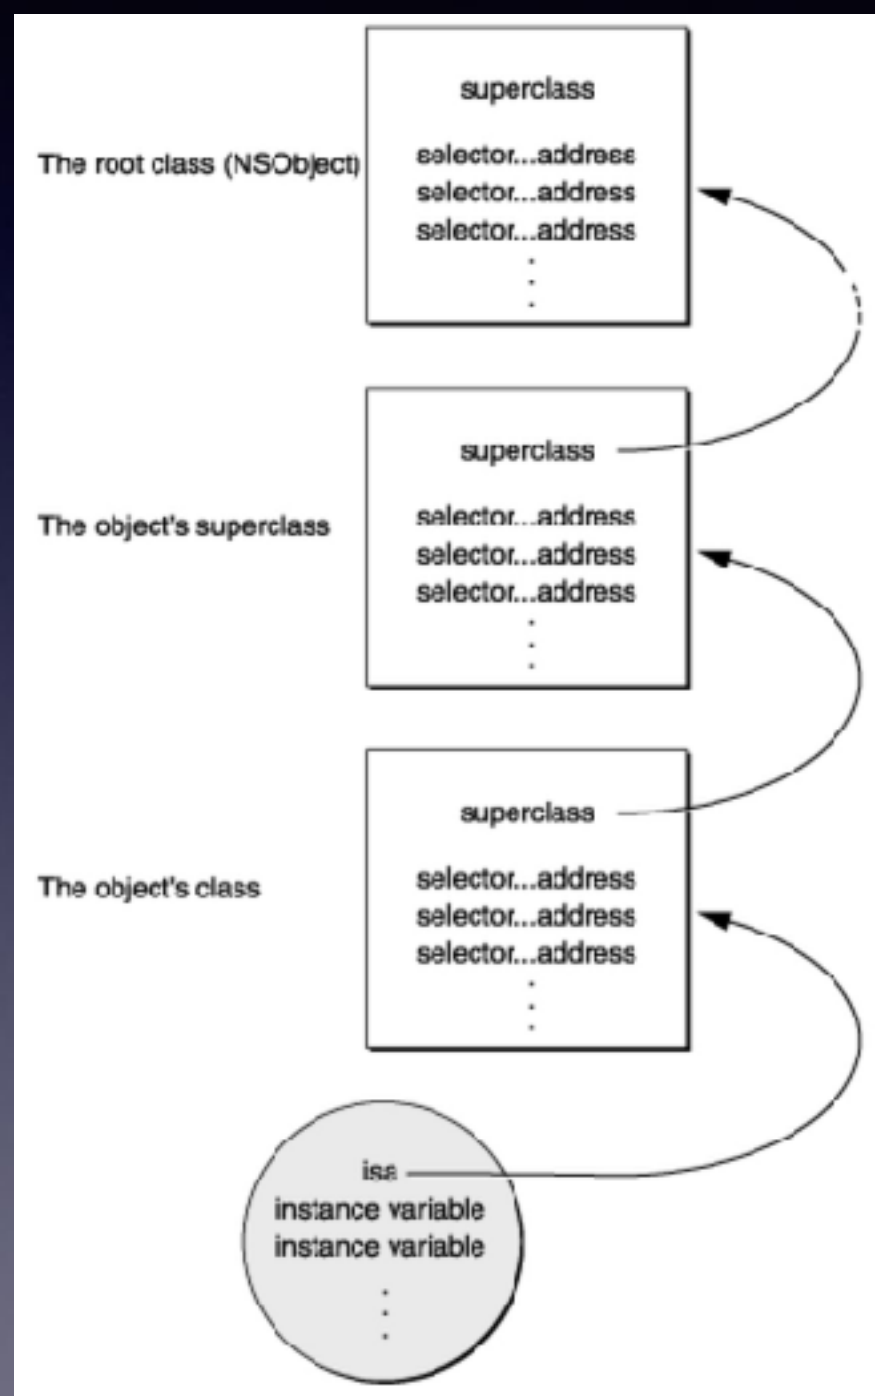 superclass
The root class (NSObject)
selector...address
selector...address
selector...address
superclass
The object's superclass
selector...address
selector...address
selector...address
superclass
The object's class
selector...address
selector...address
selector...address
isa
instance variable
instance variable